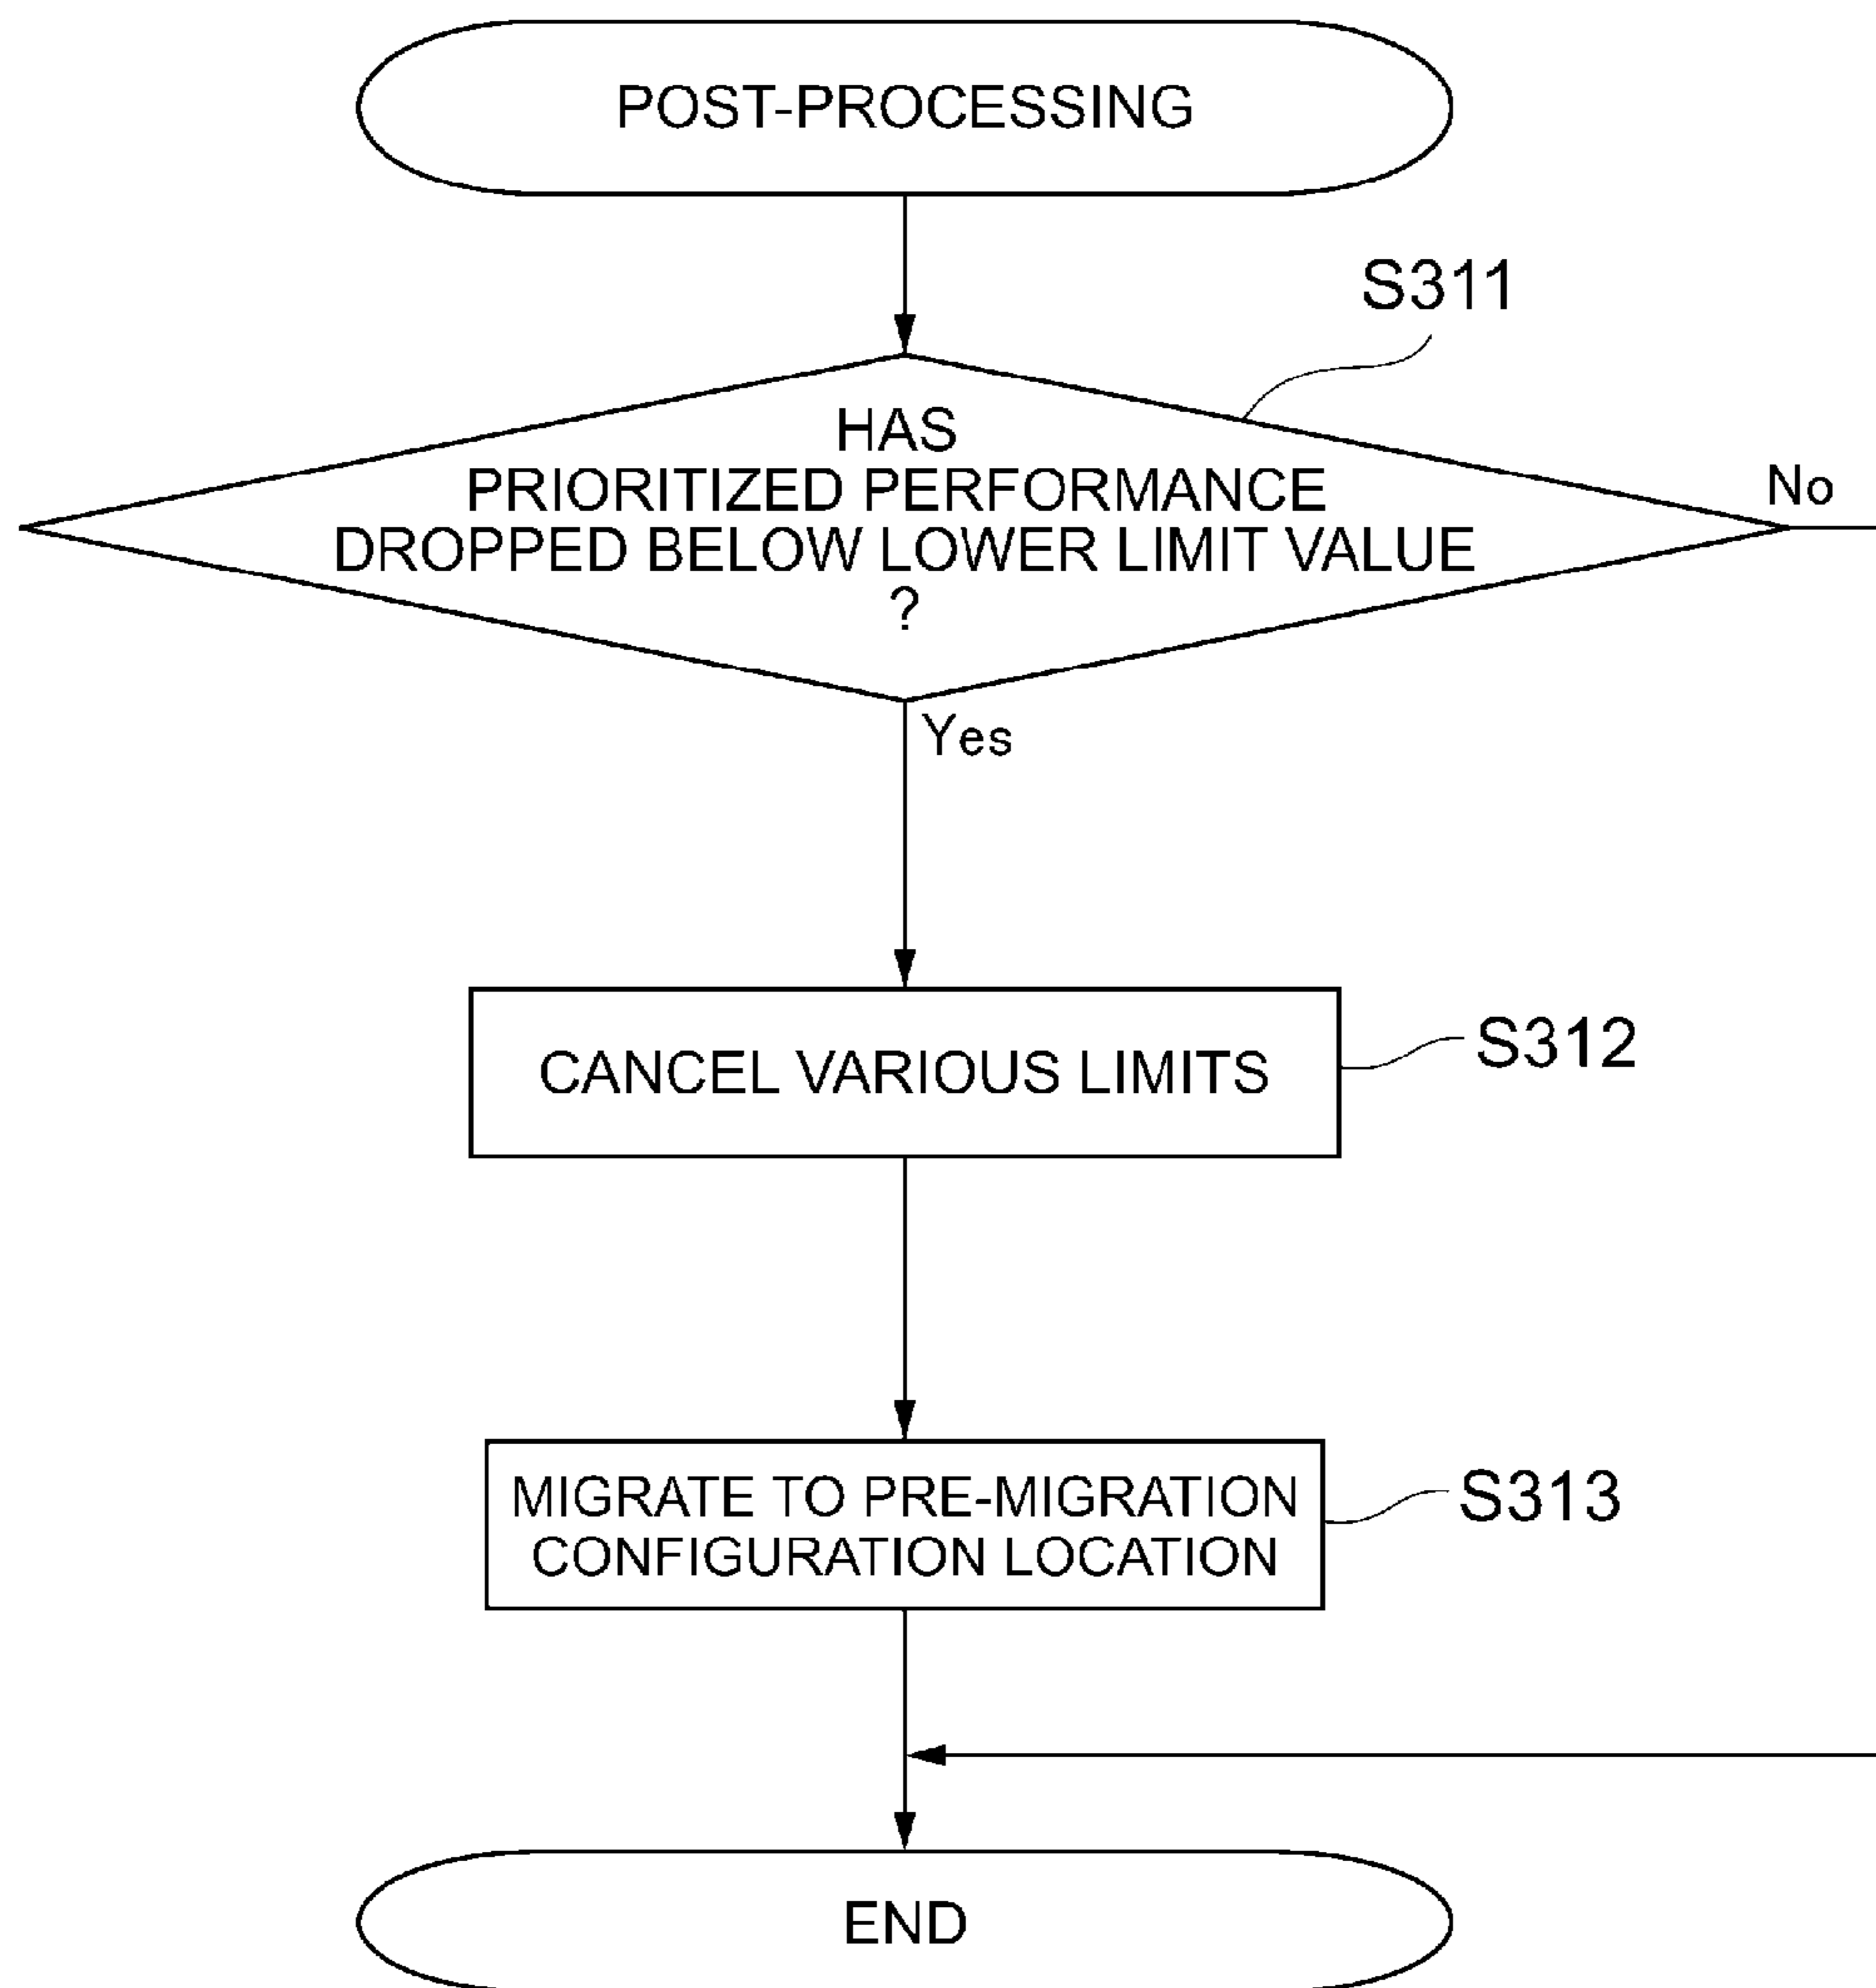 POST-PROCESSING
S311
HAS
PRIORITIZED PERFORMANCE
DROPPED BELOW LOWER LIMIT VALUE
?
No
Yes
CANCEL VARIOUS LIMITS
S312
MIGRATE TO PRE-MIGRATION
CONFIGURATION LOCATION
S313
END